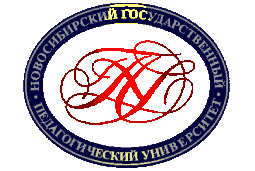 НОВОСИБИРСКИЙ ГОСУДАРСТВЕННЫЙ
• ПЕДАГОГИЧЕСКИЙ УНИВЕРСИТЕТ •